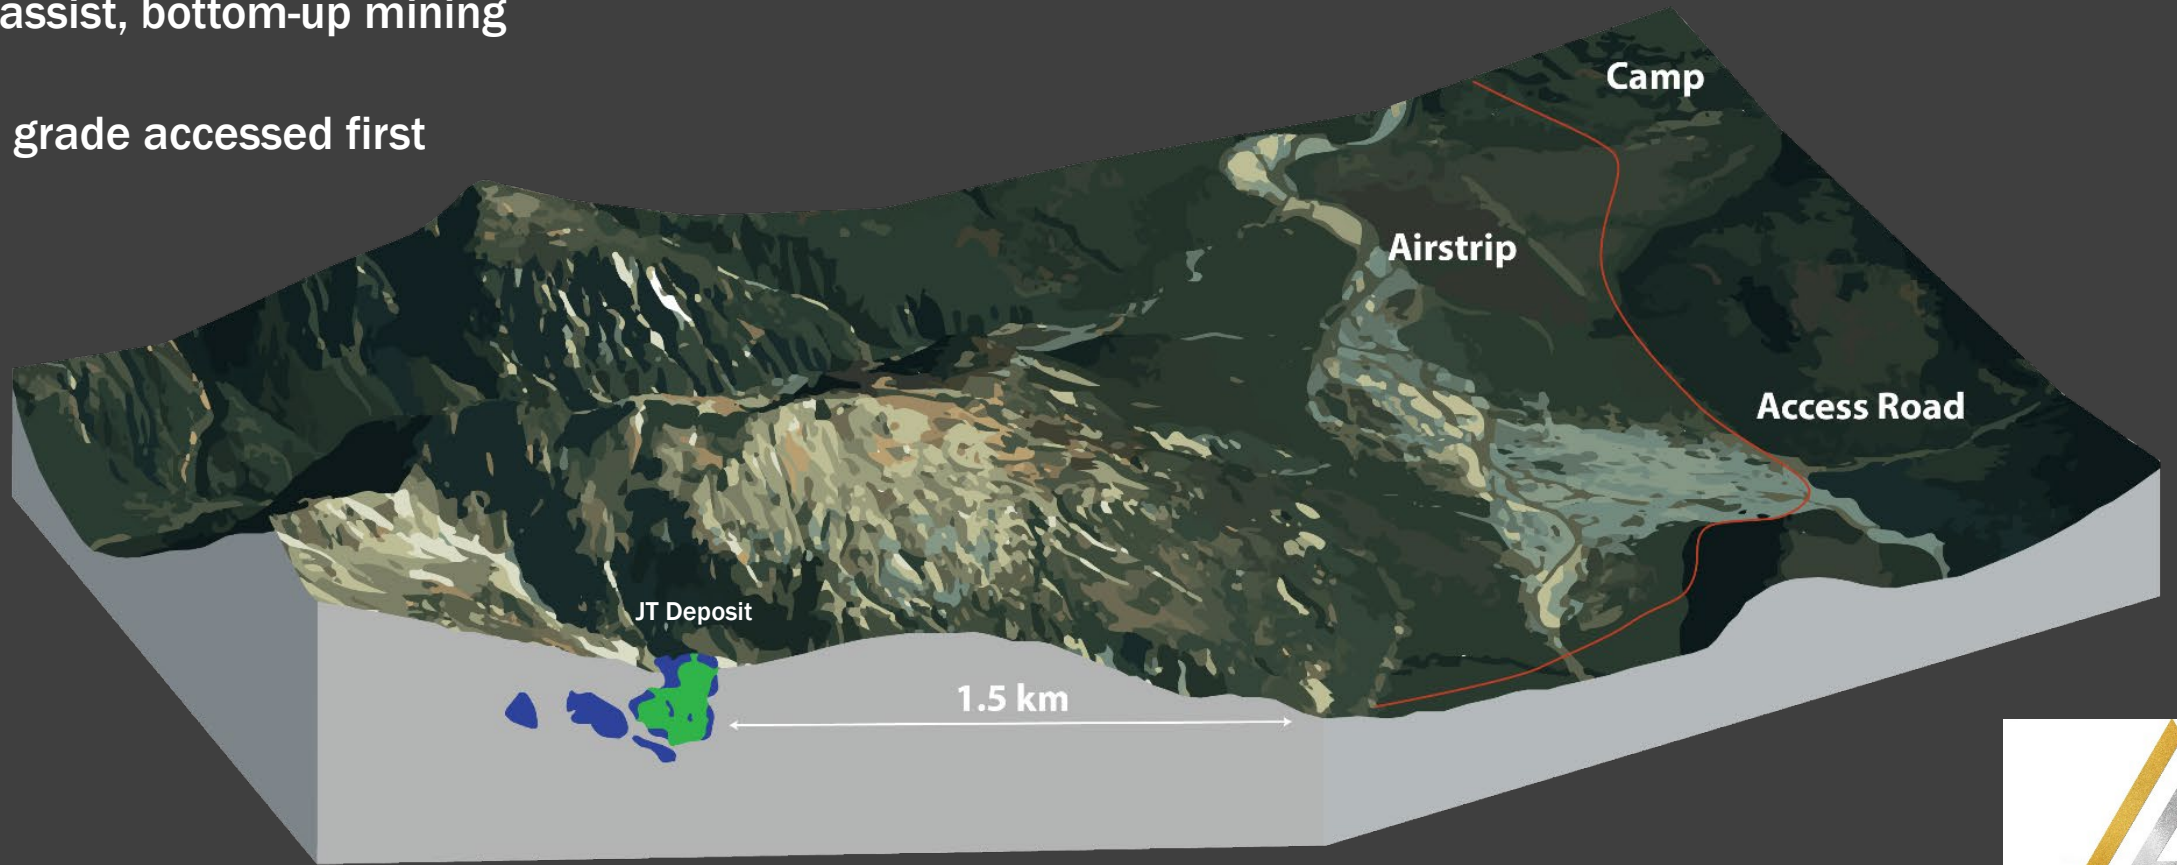 assist, bottom-up mining
grade accessed first
Camp
Airstrip
Access Road
JT Deposit
1.5 km